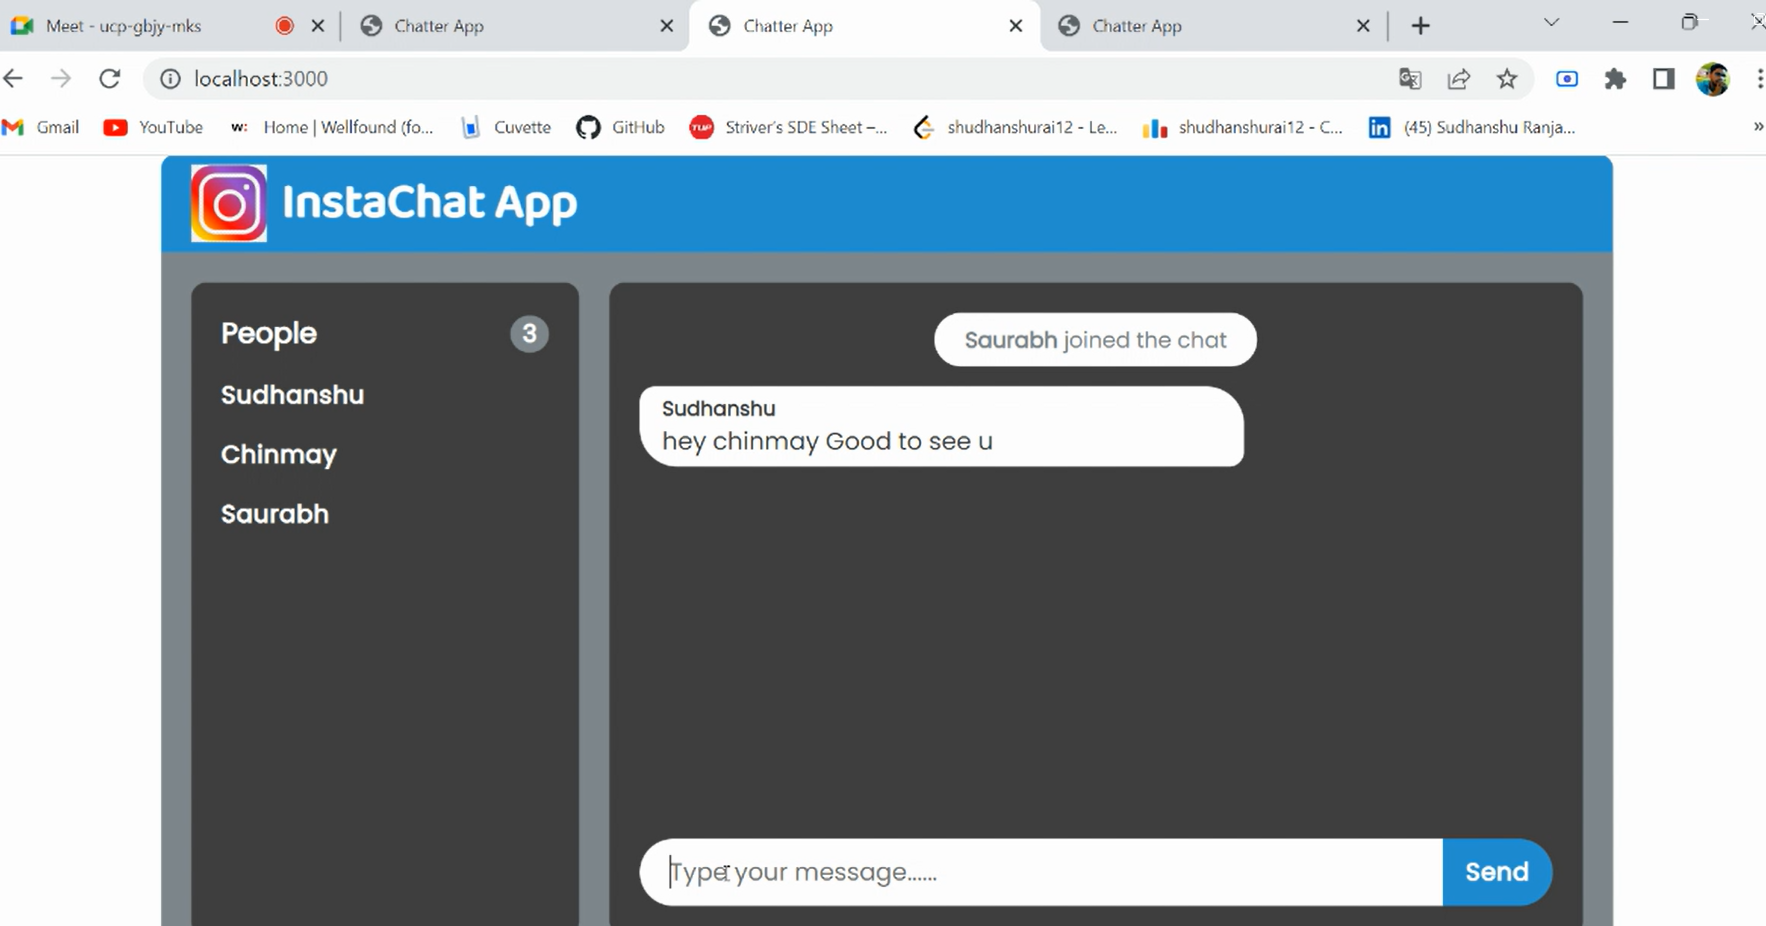 Meet - ucp-gbjy-mks
Chatter App
Chatter App
Chatter App
localhost:3000
Gmail
YouTube
w: Home | Wellfound (fo...
Cuvette
GitHub
TUF Striver's SDE Sheet –...
shudhanshurai12 - Le...
shudhanshurai12 - C...
in (45) Sudhanshu Ranja...
»
InstaChat App
People 3
Sudhanshu
Chinmay
Saurabh
Saurabh joined the chat
Sudhanshu
hey chinmay Good to see u
Type your message......
Send